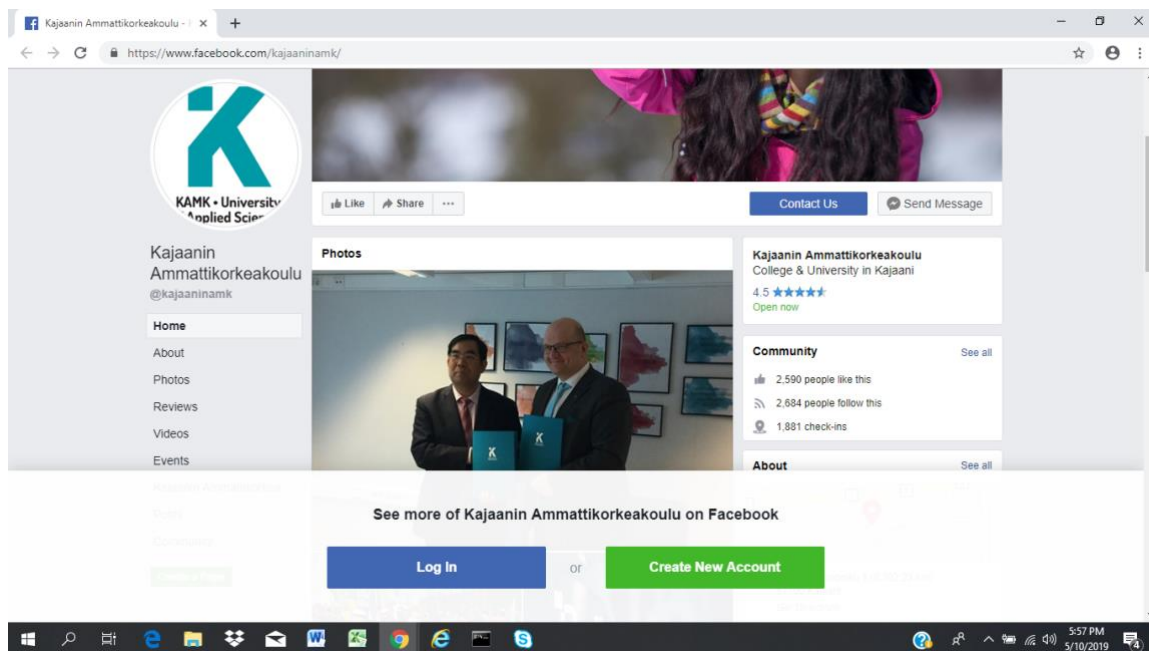 Kajaanin Ammattikorkeakoulu -
https://www.facebook.com/kajaaninamk/
KAMK • University
Applied
Kajaanin
Ammattikorkeakoulu
@kajaaninamk
Home
About
Photos
Reviews
Videos
Events
Like
Share
Contact Us
Send Message
Photos
K
K
Kajaanin Ammattikorkeakoulu
College & University in Kajaani
4.5
Open now
Community
See all
2,590 people like this
2,684 people follow this
1,881 check-ins
About
See all
See more of Kajaanin Ammattikorkeakoulu on Facebook
Log In
or
Create New Account
5:57 PM
5/10/2019
4